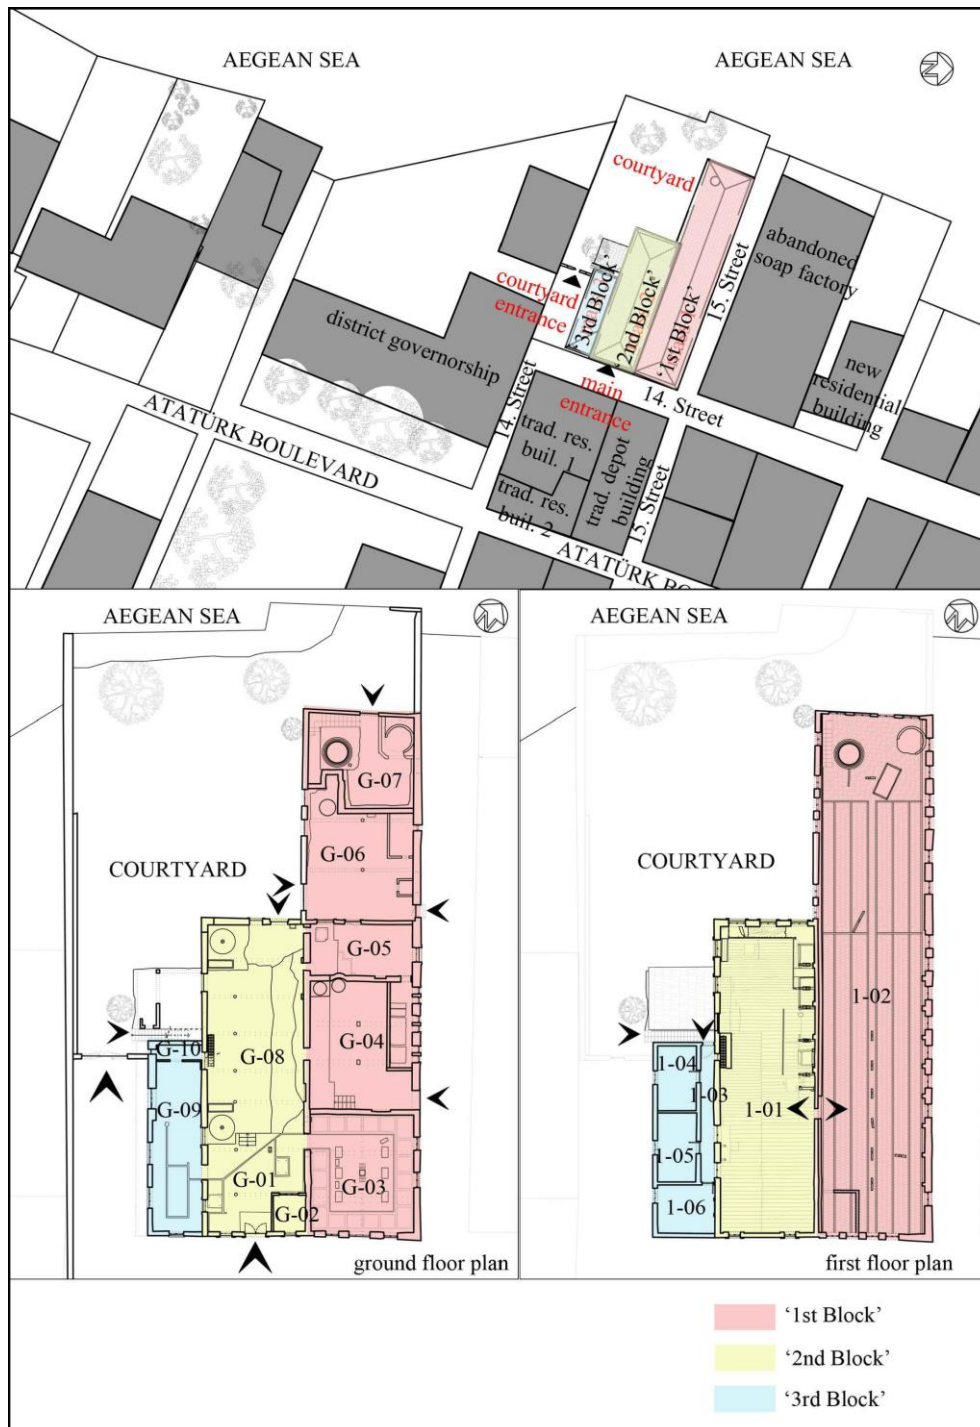 AEGEAN SEA
AEGEAN SEA
courtyard
abandoned
soap factory
15. Street
'1st Block'
'2nd Block'
'3rd Block'
courtyard
entrance
district governorship
new
residential
building
main
entrance
14. Street
14. Street
ATATÜRK BOULEVARD
trad. res.
buil. 1
trad. depot
building
15. Street
trad. res.
buil. 2
AEGEAN SEA
G-07
G-06
COURTYARD
G-05
G-04
G-08
G-10
G-09
G-01
G-02
G-03
ground floor plan
AEGEAN SEA
COURTYARD
1-02
1-04
1-03
1-01
1-05
1-06
first floor plan
'1st Block'
'2nd Block'
'3rd Block'